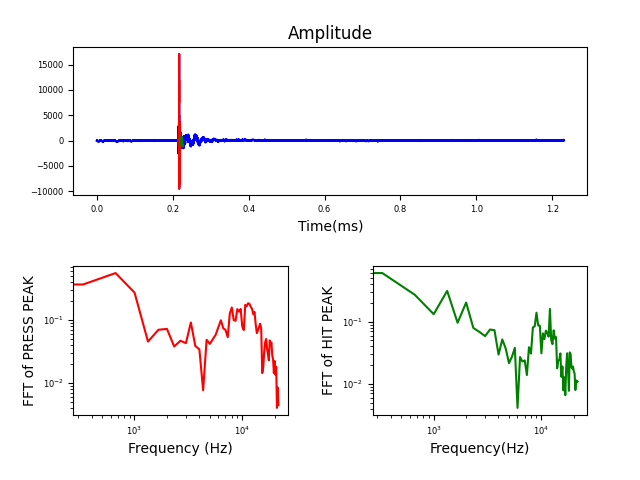 Amplitude
15000
10000
5000
0
−5000
−10000
0.0 0.2 0.4 0.6 0.8 1.0 1.2
Time(ms)
FFT of PRESS PEAK
10⁻¹
10⁻²
10³ 10⁴
Frequency (Hz)
FFT of HIT PEAK
10⁻¹
10⁻²
10³ 10⁴
Frequency(Hz)